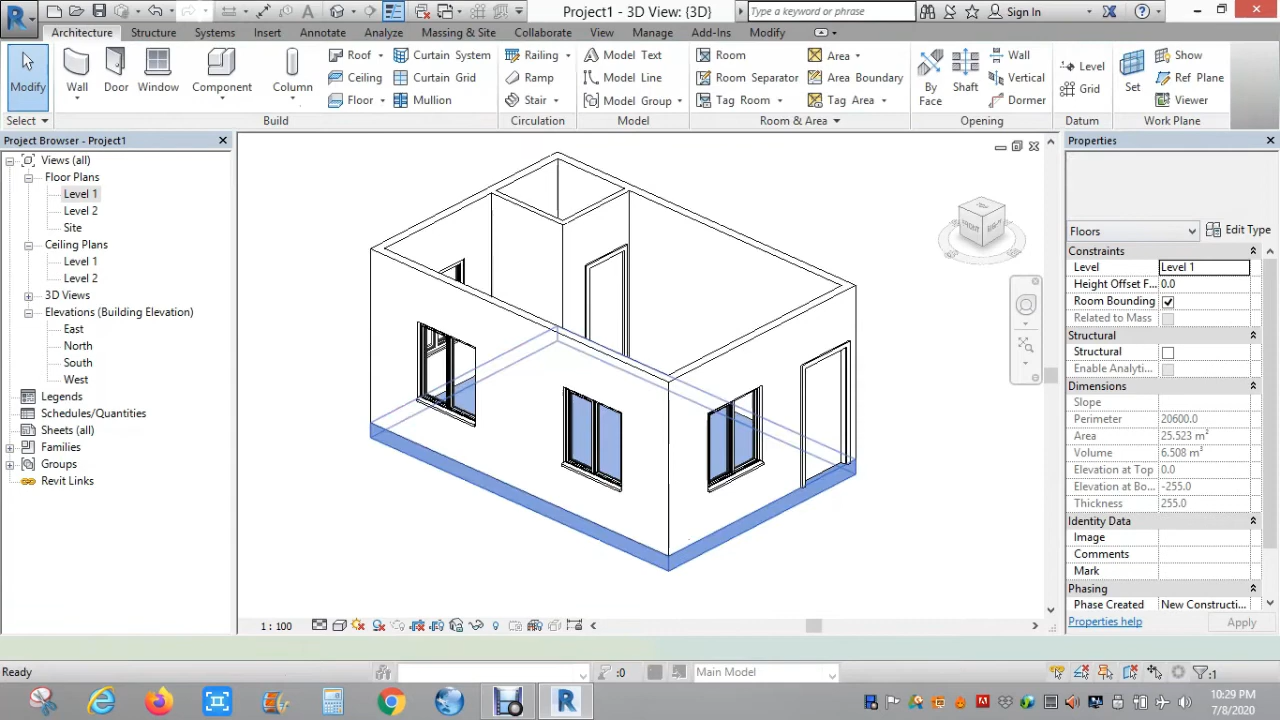 Project1 - 3D View: {3D}
Type a keyword or phrase
Sign In
Architecture Structure Systems Insert Annotate Analyze Massing & Site Collaborate View Manage Add-Ins Modify
Modify
Wall
Door
Window
Component
Column
Roof
Ceiling
Floor
Curtain System
Curtain Grid
Mullion
Railing
Ramp
Stair
Model Text
Model Line
Model Group
Room
Room Separator
Tag Room
Area
Area Boundary
Tag Area
By
Face
Shaft
Wall
Vertical
Dormer
Level
Grid
Set
Show
Ref Plane
Viewer
Select Build Circulation Model Room & Area Opening Datum Work Plane
Project Browser - Project1
Views (all)
Floor Plans
Level 1
Level 2
Site
Ceiling Plans
Level 1
Level 2
3D Views
Elevations (Building Elevation)
East
North
South
West
Legends
Schedules/Quantities
Sheets (all)
Families
Groups
Revit Links
TOP
FRONT
RIGHT
1 : 100
Properties
Floors
Edit Type
Constraints
Level Level 1
Height Offset F... 0.0
Room Bounding
Related to Mass
Structural
Structural
Enable Analyti...
Dimensions
Slope
Perimeter 20600.0
Area 25.523 m²
Volume 6.508 m³
Elevation at Top 0.0
Elevation at Bo... -255.0
Thickness 255.0
Identity Data
Image
Comments
Mark
Phasing
Phase Created New Constructi...
Properties help
Apply
Ready
:0
Main Model
:1
10:29 PM
7/8/2020